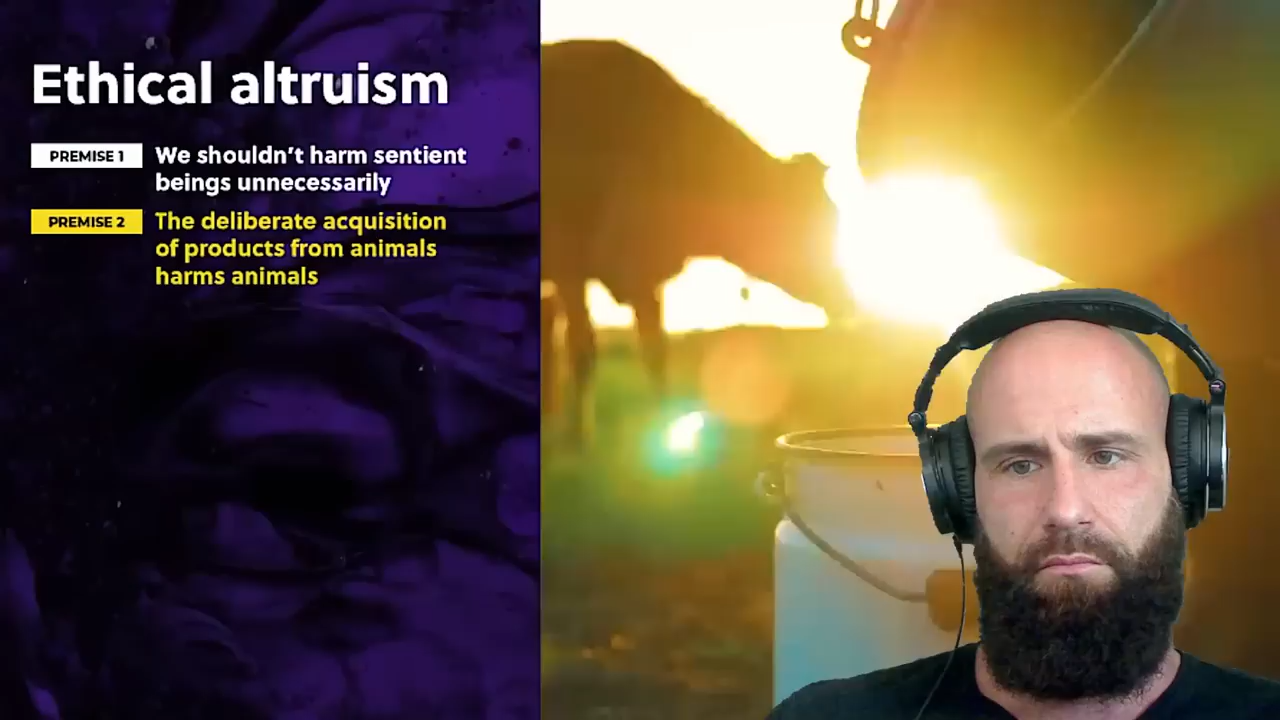 Ethical altruism
PREMISE 1 We shouldn't harm sentient
beings unnecessarily
PREMISE 2 The deliberate acquisition
of products from animals
harms animals